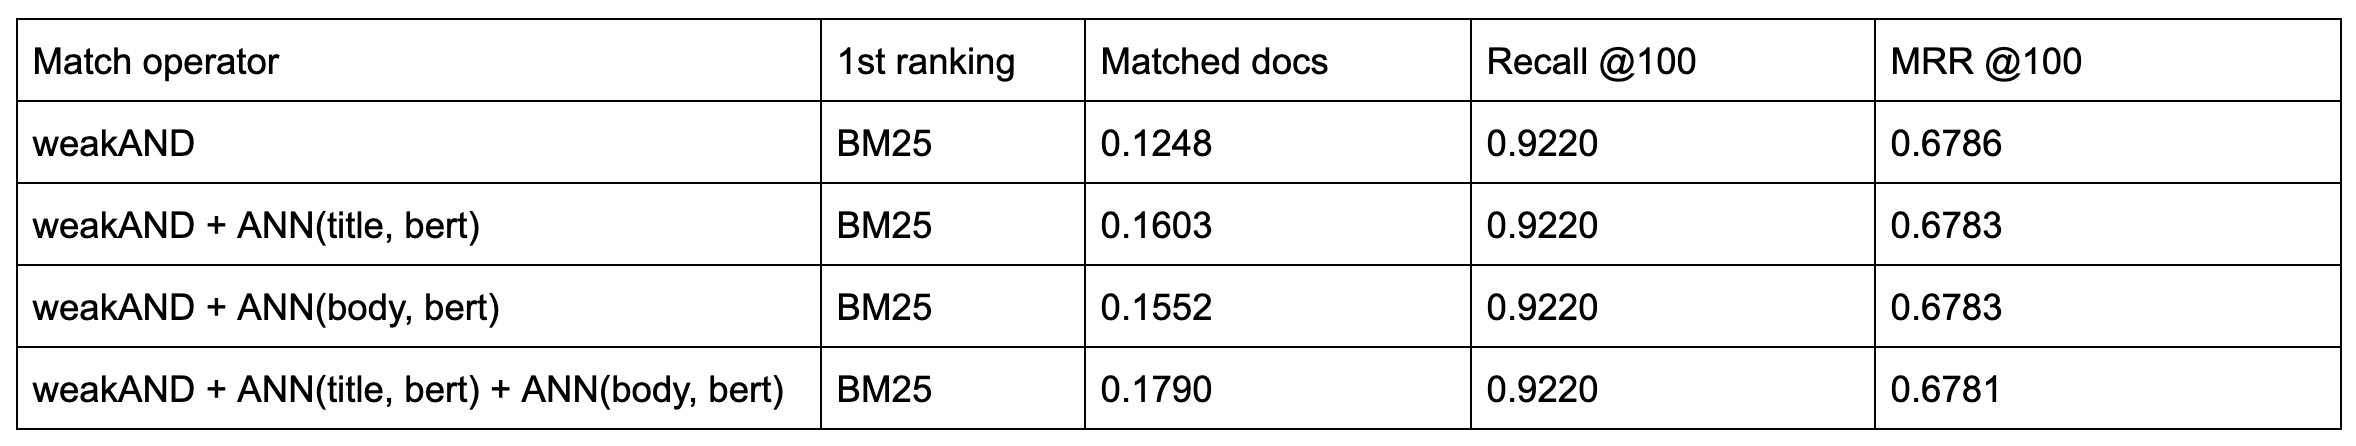 Match operator 1st ranking Matched docs Recall @100 MRR @100
weakAND BM25 0.1248 0.9220 0.6786
weakAND + ANN(title, bert) BM25 0.1603 0.9220 0.6783
weakAND + ANN(body, bert) BM25 0.1552 0.9220 0.6783
weakAND + ANN(title, bert) + ANN(body, bert) BM25 0.1790 0.9220 0.6781